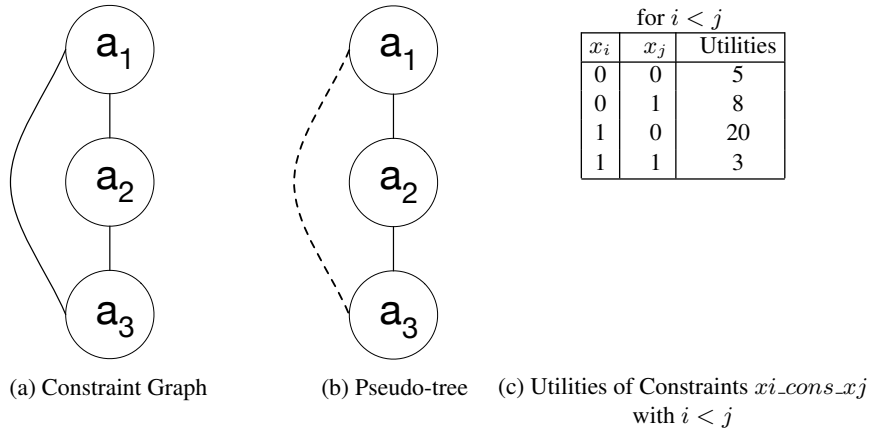 a1
a2
a3
(a) Constraint Graph
a1
a2
a3
(b) Pseudo-tree
for i < j
xi xj Utilities
0 0 5
0 1 8
1 0 20
1 1 3
(c) Utilities of Constraints xi_cons_xj
with i < j